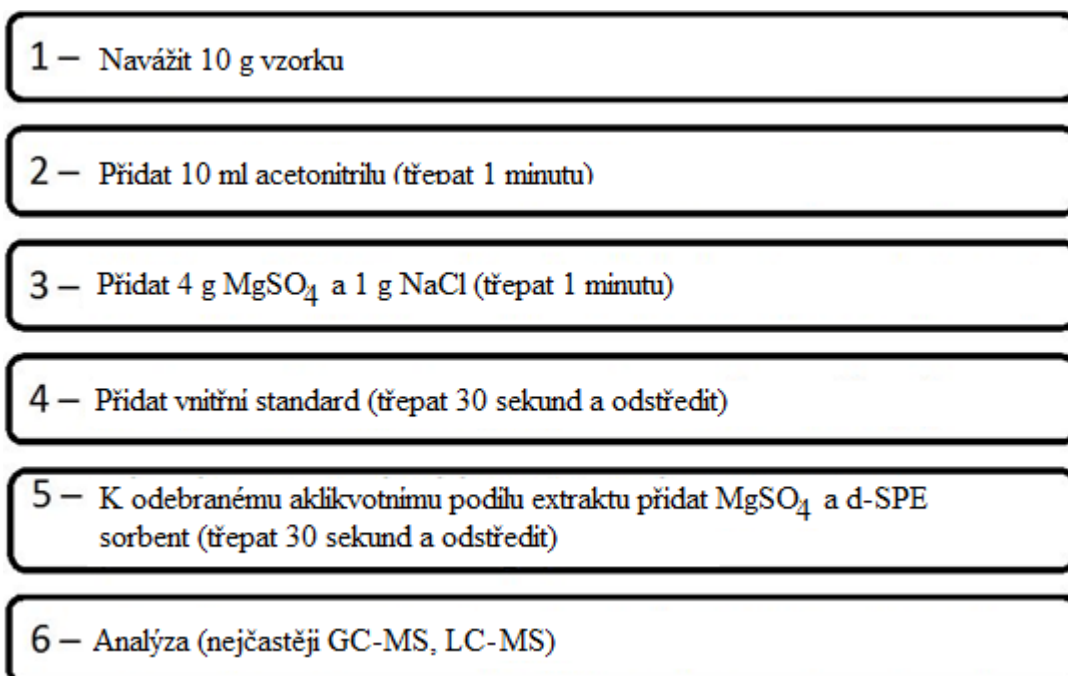 1 – Navážit 10 g vzorku
2 – Přidat 10 ml acetonitrilu (třepat 1 minutu)
3 – Přidat 4 g MgSO4 a 1 g NaCl (třepat 1 minutu)
4 – Přidat vnitřní standard (třepat 30 sekund a odstředit)
5 – K odebranému aklikvotnimu podílu extraktu přidat MgSO4 a d-SPE
sorbent (třepat 30 sekund a odstředit)
6 – Analýza (nejčastěji GC-MS, LC-MS)